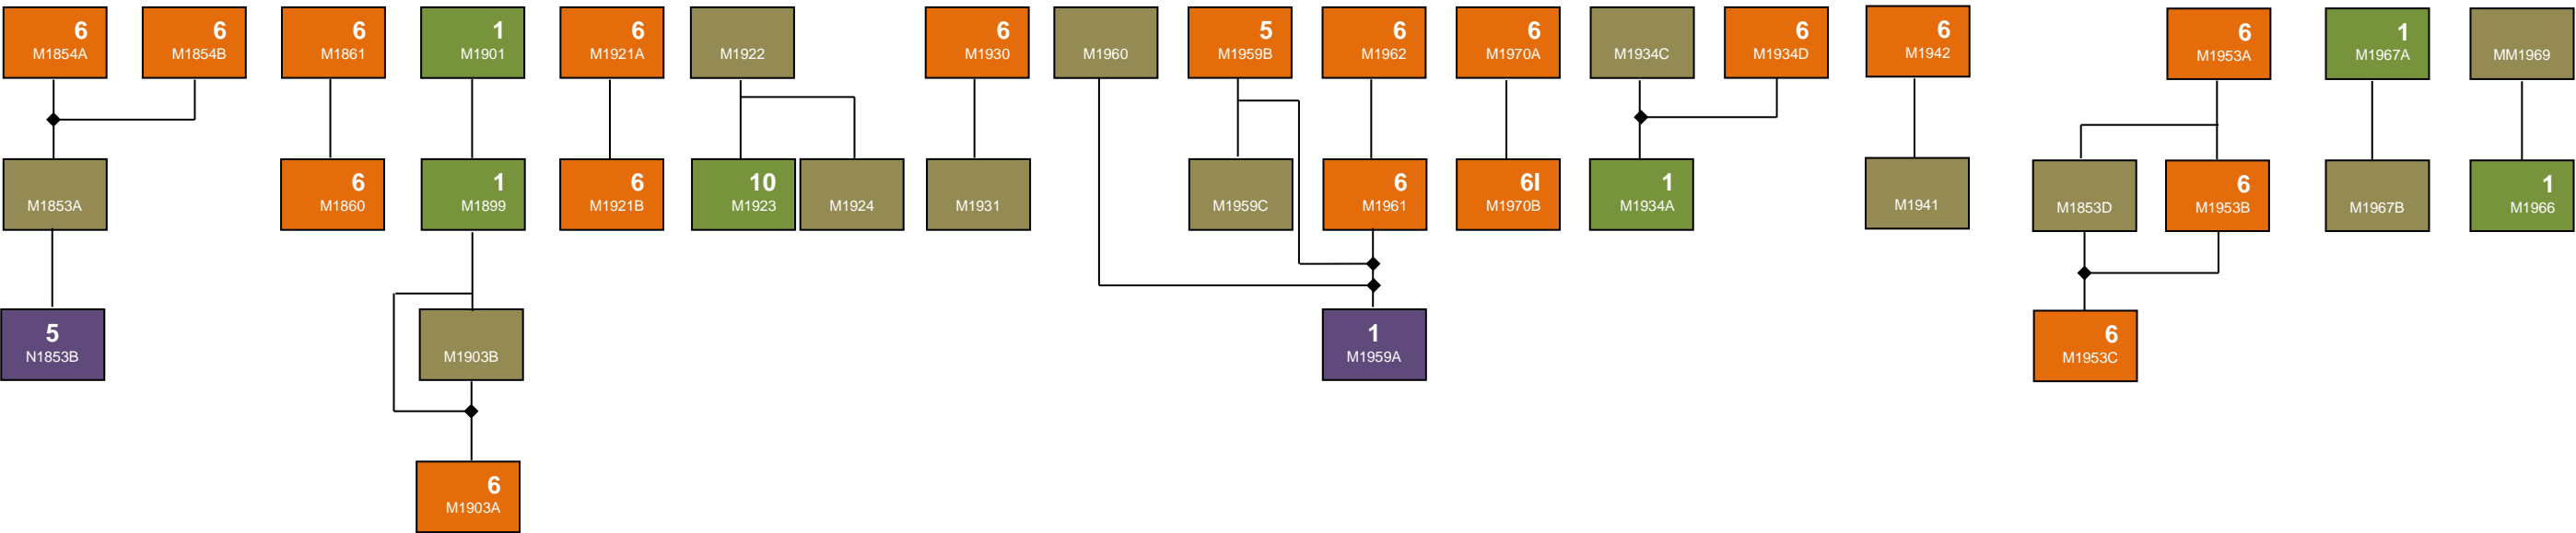 6
M1854A
6
M1854B
6
M1861
1
M1901
6
M1921A
M1922
6
M1930
M1960
5
M1959B
6
M1962
6
M1970A
M1934C
6
M1934D
6
M1942
6
M1953A
1
M1967A
MM1969
M1853A
6
M1860
1
M1899
6
M1921B
10
M1923
M1924
M1931
M1959C
6
M1961
6I
M1970B
1
M1934A
M1941
M1853D
6
M1953B
M1967B
1
M1966
5
N1853B
M1903B
1
M1959A
6
M1953C
6
M1903A